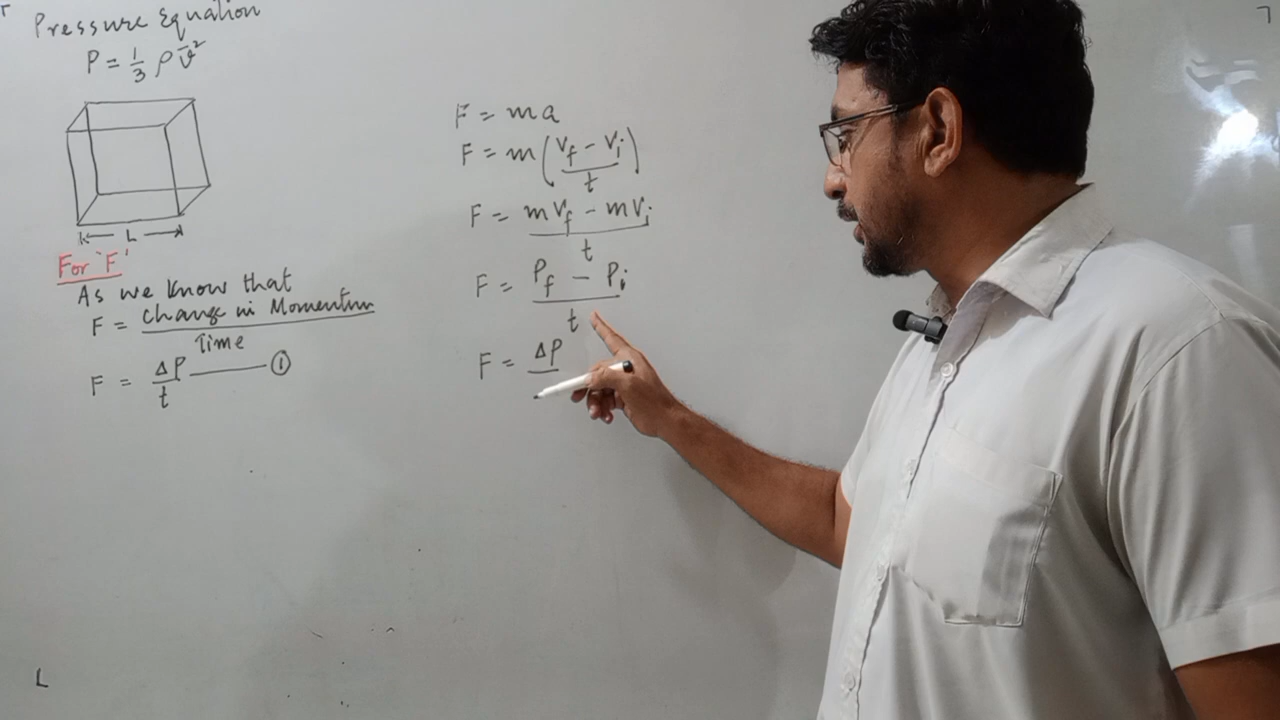 Pressure Equation
P = 1/3 ρ v̄²
L
For 'F'
As we know that
F = change in Momentum / Time
F = ΔP / t ——— ①
F = ma
F = m (Vf - Vi / t)
F = mVf - mVi / t
F = Pf - Pi / t
F = ΔP